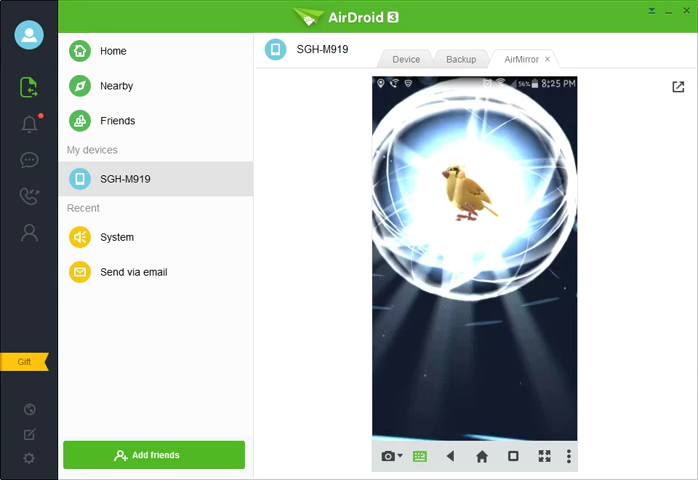 AirDroid 3
Home
Nearby
Friends
My devices
SGH-M919
Recent
System
Send via email
Gift
Add friends
SGH-M919
Device
Backup
AirMirror
56% 8:25 PM